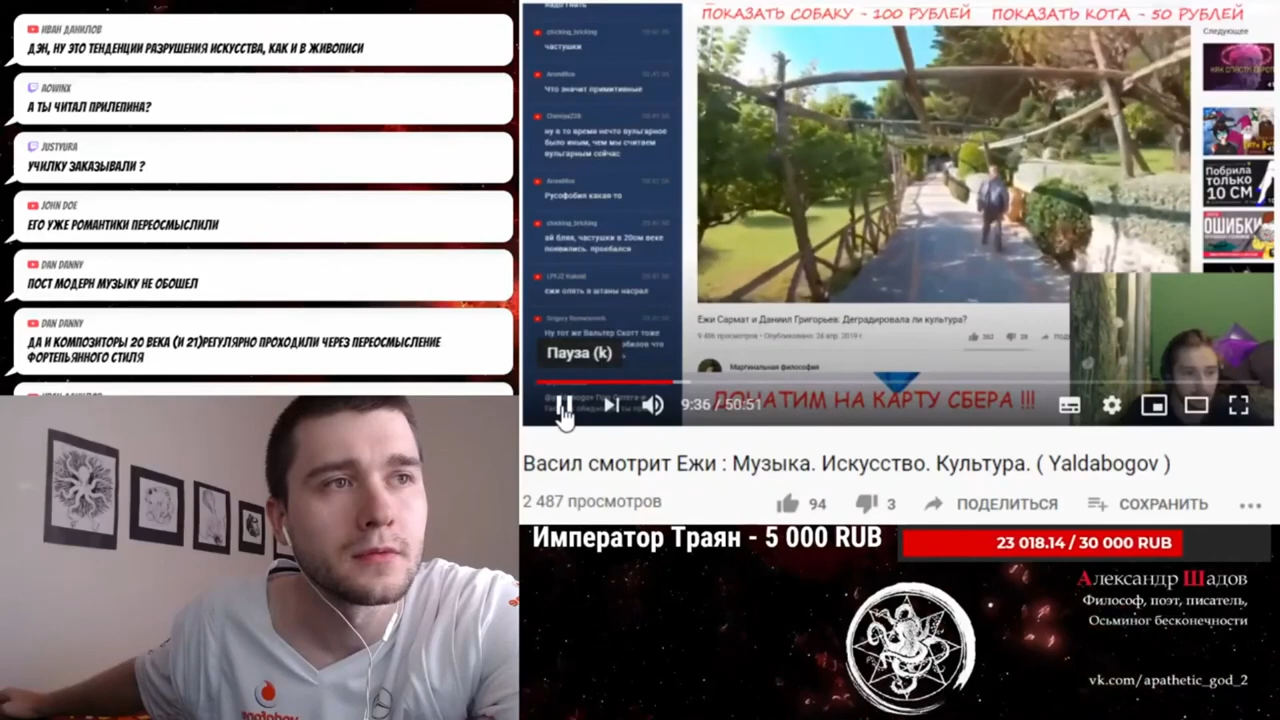 ИВАН ДАНИЛОВ
ДЭН, НУ ЭТО ТЕНДЕНЦИИ РАЗРУШЕНИЯ ИСКУССТВА, КАК И В ЖИВОПИСИ
AOWINX
А ТЫ ЧИТАЛ ПРИЛЕПИНА?
JUSTYURA
УЧИЛКУ ЗАКАЗЫВАЛИ ?
JOHN DOE
ЕГО УЖЕ РОМАНТИКИ ПЕРЕОСМЫСЛИЛИ
DAN DANNY
ПОСТ МОДЕРН МУЗЫКУ НЕ ОБОШЕЛ
DAN DANNY
ДА И КОМПОЗИТОРЫ 20 ВЕКА (И 21)РЕГУЛЯРНО ПРОХОДИЛИ ЧЕРЕЗ ПЕРЕОСМЫСЛЕНИЕ
ФОРТЕПЬЯННОГО СТИЛЯ
ПОКАЗАТЬ СОБАКУ - 100 РУБЛЕЙ ПОКАЗАТЬ КОТА - 50 РУБЛЕЙ
Следующее
частушки
Что значит примитивные
ну в то время нечто вульгарное
было иным, чем мы считаем
вульгарным сейчас
Русофобия какая-то
ай бляя, частушки в 20ом веке
появились. проебался
ежи опять в штаны насрал
Ну тот же Вальтер Скотт тоже
Побрила
только
10 СМ
ОШИБКИ
Ежи Сармат и Даниил Григорьев: Деградировала ли культура?
Маргинальная философия
Пауза (k)
ДОНАТИМ НА КАРТУ СБЕРА !!!
9:36 / 50:51
Васил смотрит Ежи : Музыка. Искусство. Культура. ( Yaldabogov )
2 487 просмотров
94
3
ПОДЕЛИТЬСЯ
СОХРАНИТЬ
Император Траян - 5 000 RUB
23 018.14 / 30 000 RUB
Александр Шадов
Философ, поэт, писатель,
Осьминог бесконечности
vk.com/apathetic_god_2
vodafone